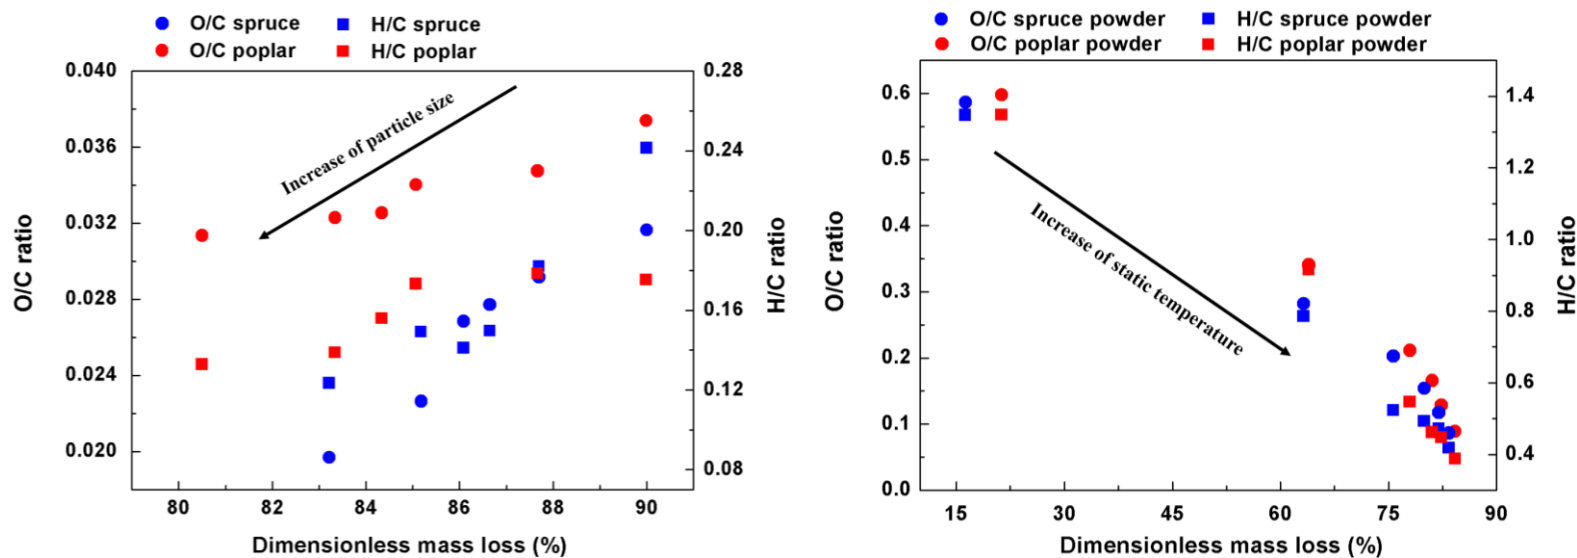 O/C spruce
H/C spruce
O/C poplar
H/C poplar
0.040
0.036
0.032
0.028
0.024
0.020
O/C ratio
0.28
0.24
0.20
0.16
0.12
0.08
H/C ratio
Increase of particle size
80
82
84
86
88
90
Dimensionless mass loss (%)
O/C spruce powder
H/C spruce powder
O/C poplar powder
H/C poplar powder
0.6
0.5
0.4
0.3
0.2
0.1
0.0
O/C ratio
1.4
1.2
1.0
0.8
0.6
0.4
H/C ratio
Increase of static temperature
15
30
45
60
75
90
Dimensionless mass loss (%)